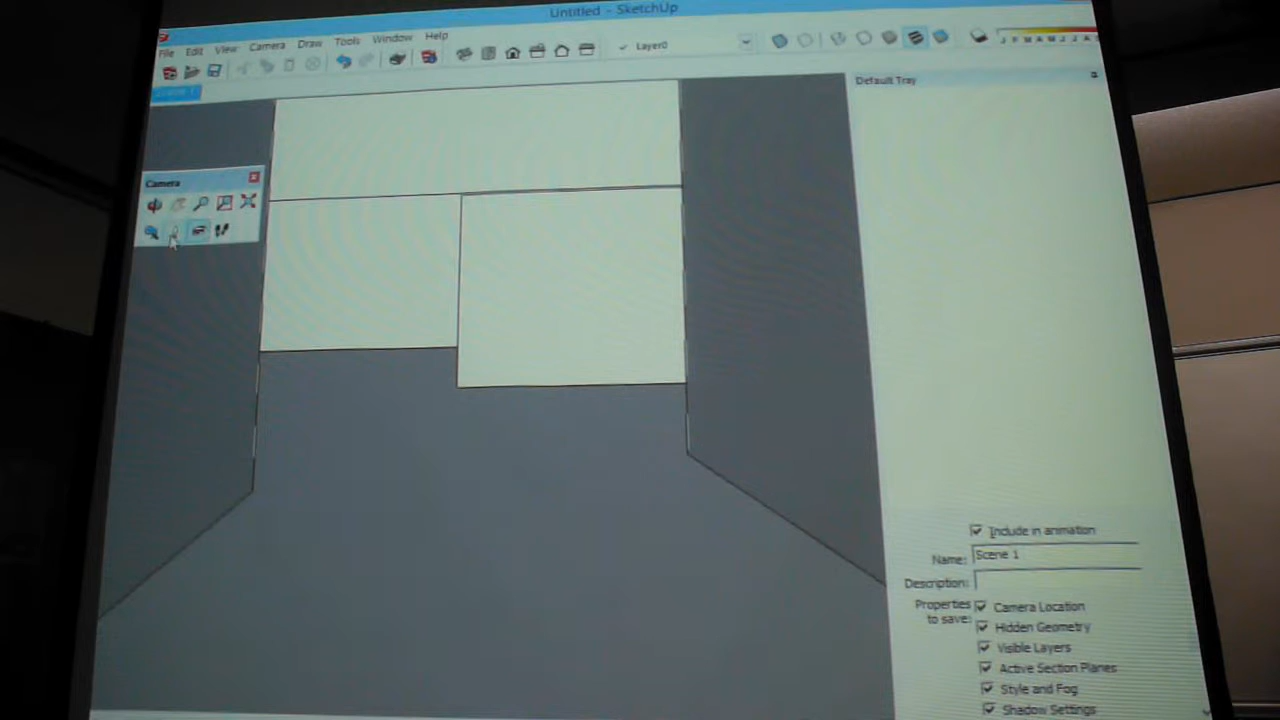 Untitled - SketchUp
File Edit View Camera Draw Tools Window Help
Layer0
J F M A M J J A
Scene 1
Default Tray
Camera
Include in animation
Name: Scene 1
Description:
Properties to save:
Camera Location
Hidden Geometry
Visible Layers
Active Section Planes
Style and Fog
Shadow Settings